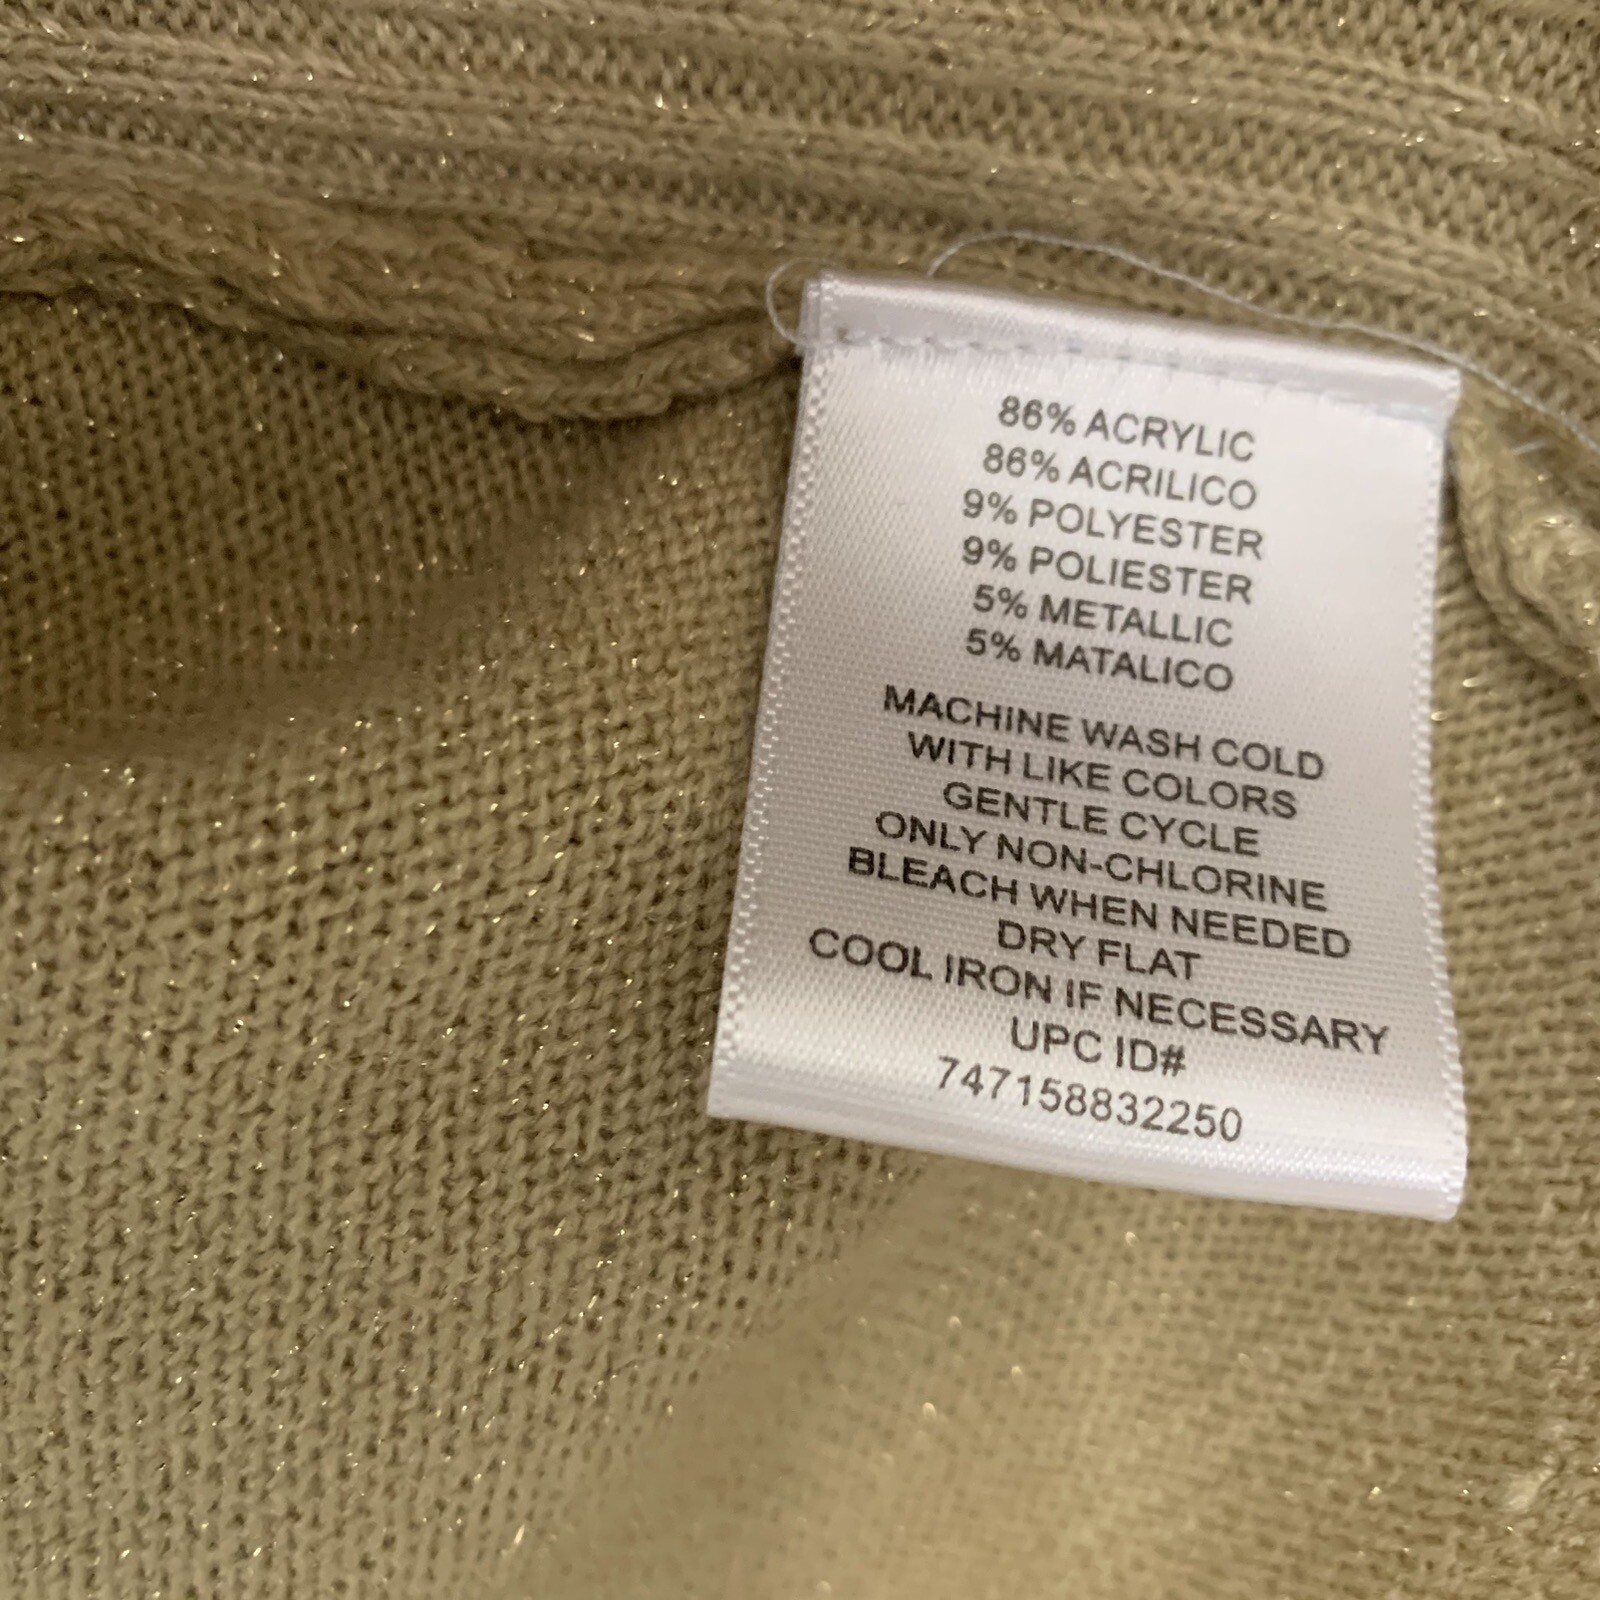 86% ACRYLIC
86% ACRILICO
9% POLYESTER
9% POLIESTER
5% METALLIC
5% MATALICO
MACHINE WASH COLD
WITH LIKE COLORS
GENTLE CYCLE
ONLY NON-CHLORINE
BLEACH WHEN NEEDED
DRY FLAT
COOL IRON IF NECESSARY
UPC ID#
747158832250